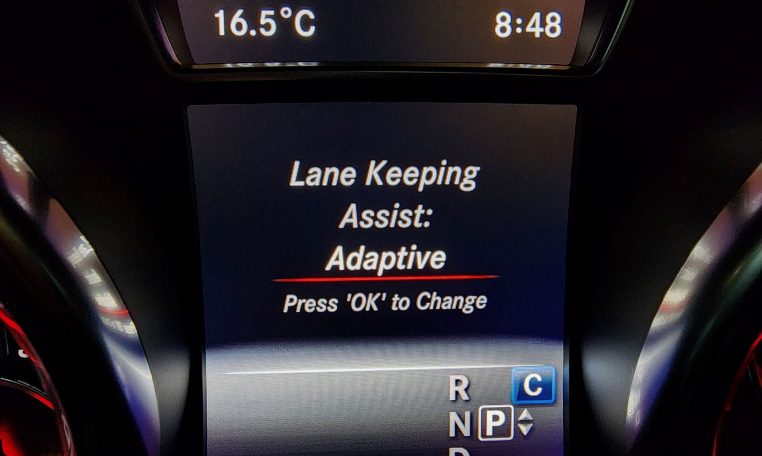 16.5°C 8:48
Lane Keeping
Assist:
Adaptive
Press 'OK' to Change
R C
N P